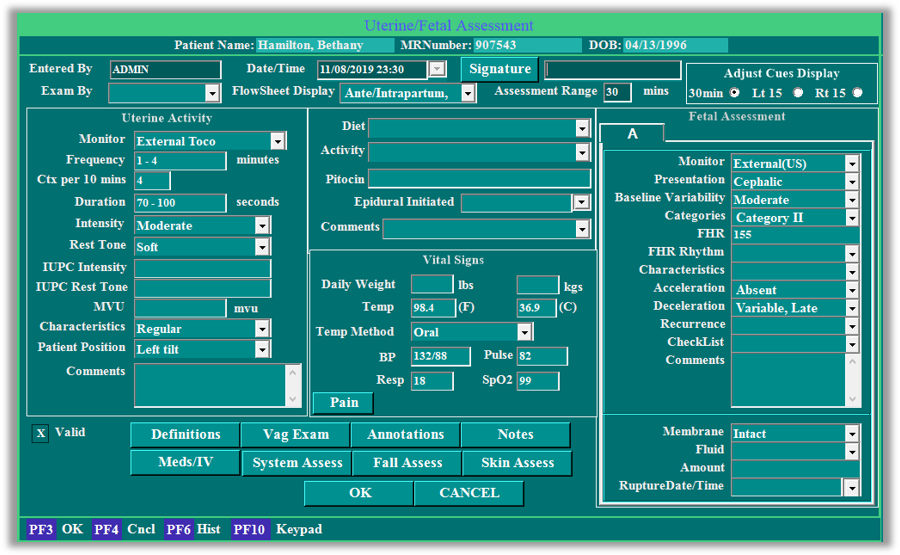 Uterine/Fetal Assessment
Patient Name: Hamilton, Bethany MRNumber: 907543 DOB: 04/13/1996
Entered By ADMIN Date/Time 11/08/2019 23:30 Signature
Adjust Cues Display
Exam By FlowSheet Display Ante/Intrapartum, Assessment Range 30 mins 30min Lt 15 Rt 15
Uterine Activity
Monitor External Toco
Frequency 1 - 4 minutes
Ctx per 10 mins 4
Duration 70 - 100 seconds
Intensity Moderate
Rest Tone Soft
IUPC Intensity
IUPC Rest Tone
MVU mvu
Characteristics Regular
Patient Position Left tilt
Comments
Diet
Activity
Pitocin
Epidural Initiated
Comments
Vital Signs
Daily Weight lbs kgs
Temp 98.4 (F) 36.9 (C)
Temp Method Oral
BP 132/88 Pulse 82
Resp 18 SpO2 99
Pain
Fetal Assessment
A
Monitor External(US)
Presentation Cephalic
Baseline Variability Moderate
Categories Category II
FHR 155
FHR Rhythm
Characteristics
Acceleration Absent
Deceleration Variable, Late
Recurrence
CheckList
Comments
Membrane Intact
Fluid
Amount
RuptureDate/Time
X Valid
Definitions Vag Exam Annotations Notes
Meds/IV System Assess Fall Assess Skin Assess
OK CANCEL
PF3 OK PF4 Cncl PF6 Hist PF10 Keypad